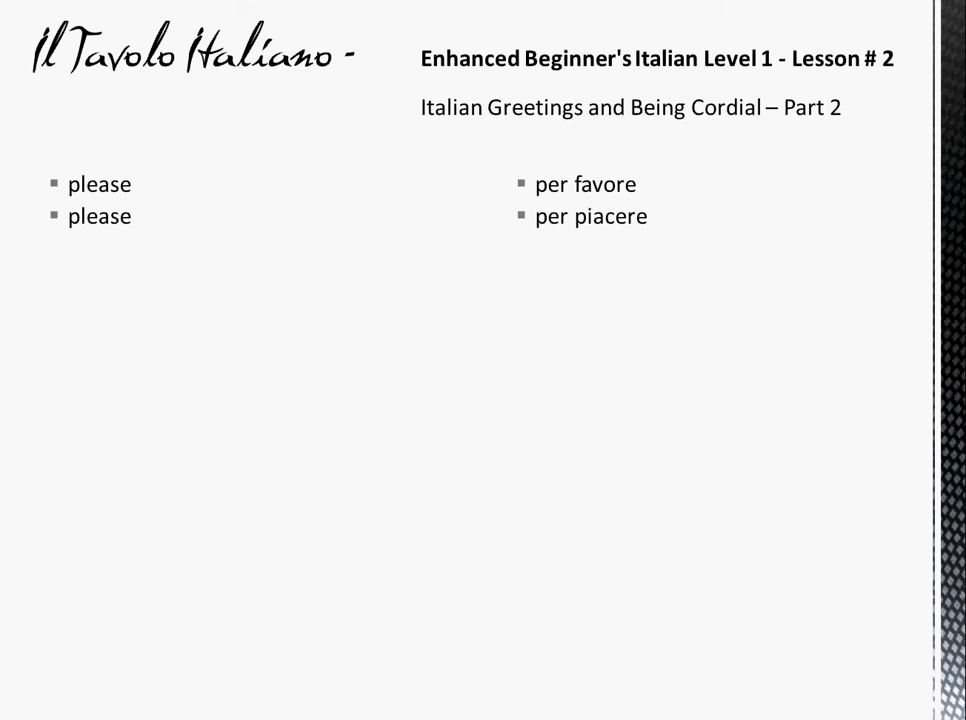 Il Tavolo Italiano -
Enhanced Beginner's Italian Level 1 - Lesson # 2
Italian Greetings and Being Cordial – Part 2
▪ please
▪ per favore
▪ please
▪ per piacere